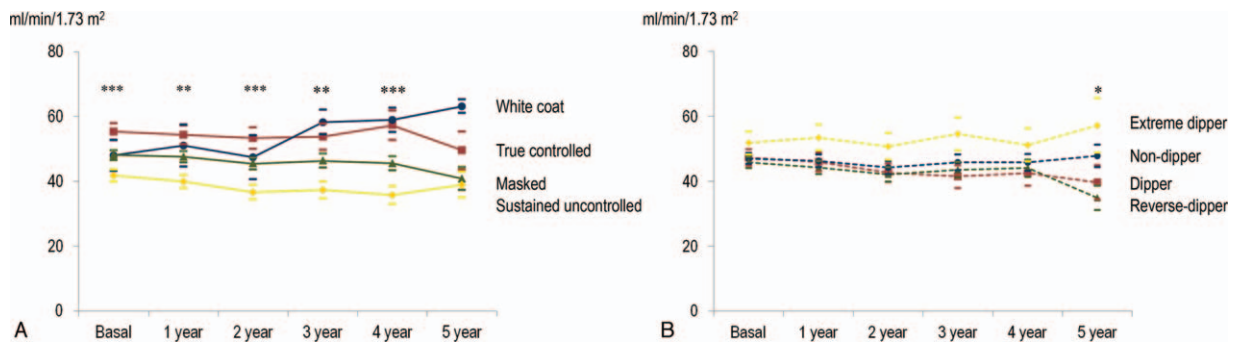 ml/min/1.73 m²
80
60
40
20
0
*** ** *** ** ***
White coat
True controlled
Masked
Sustained uncontrolled
A Basal 1 year 2 year 3 year 4 year 5 year
ml/min/1.73 m²
80
60
40
20
0
*
Extreme dipper
Non-dipper
Dipper
Reverse-dipper
B Basal 1 year 2 year 3 year 4 year 5 year